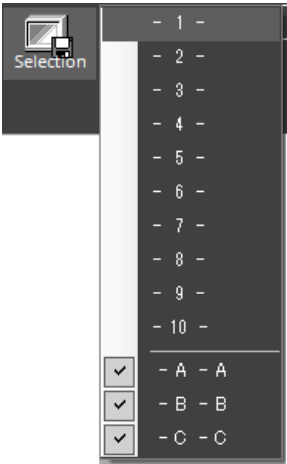 Selection
- 1 -
- 2 -
- 3 -
- 4 -
- 5 -
- 6 -
- 7 -
- 8 -
- 9 -
- 10 -
- A - A
- B - B
- C - C